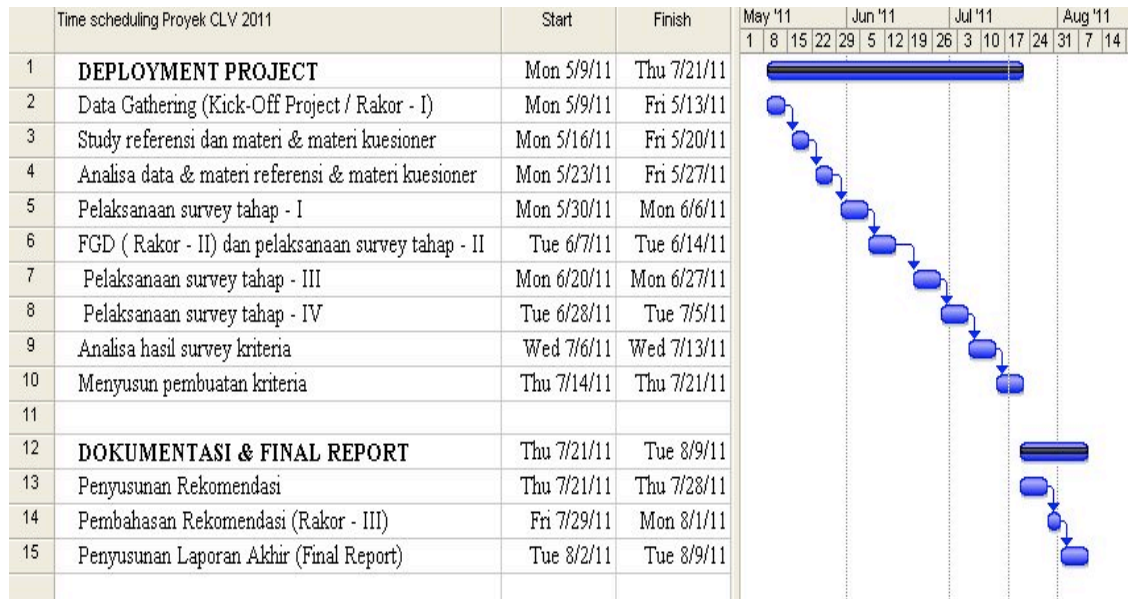 Time scheduling Proyek CLV 2011 Start Finish May '11 Jun '11 Jul '11 Aug '11
1 8 15 22 29 5 12 19 26 3 10 17 24 31 7 14
1 DEPLOYMENT PROJECT Mon 5/9/11 Thu 7/21/11
2 Data Gathering (Kick-Off Project / Rakor - I) Mon 5/9/11 Fri 5/13/11
3 Study referensi dan materi & materi kuesioner Mon 5/16/11 Fri 5/20/11
4 Analisa data & materi referensi & materi kuesioner Mon 5/23/11 Fri 5/27/11
5 Pelaksanaan survey tahap - I Mon 5/30/11 Mon 6/6/11
6 FGD ( Rakor - II) dan pelaksanaan survey tahap - II Tue 6/7/11 Tue 6/14/11
7 Pelaksanaan survey tahap - III Mon 6/20/11 Mon 6/27/11
8 Pelaksanaan survey tahap - IV Tue 6/28/11 Tue 7/5/11
9 Analisa hasil survey kriteria Wed 7/6/11 Wed 7/13/11
10 Menyusun pembuatan kriteria Thu 7/14/11 Thu 7/21/11
11
12 DOKUMENTASI & FINAL REPORT Thu 7/21/11 Tue 8/9/11
13 Penyusunan Rekomendasi Thu 7/21/11 Thu 7/28/11
14 Pembahasan Rekomendasi (Rakor - III) Fri 7/29/11 Mon 8/1/11
15 Penyusunan Laporan Akhir (Final Report) Tue 8/2/11 Tue 8/9/11